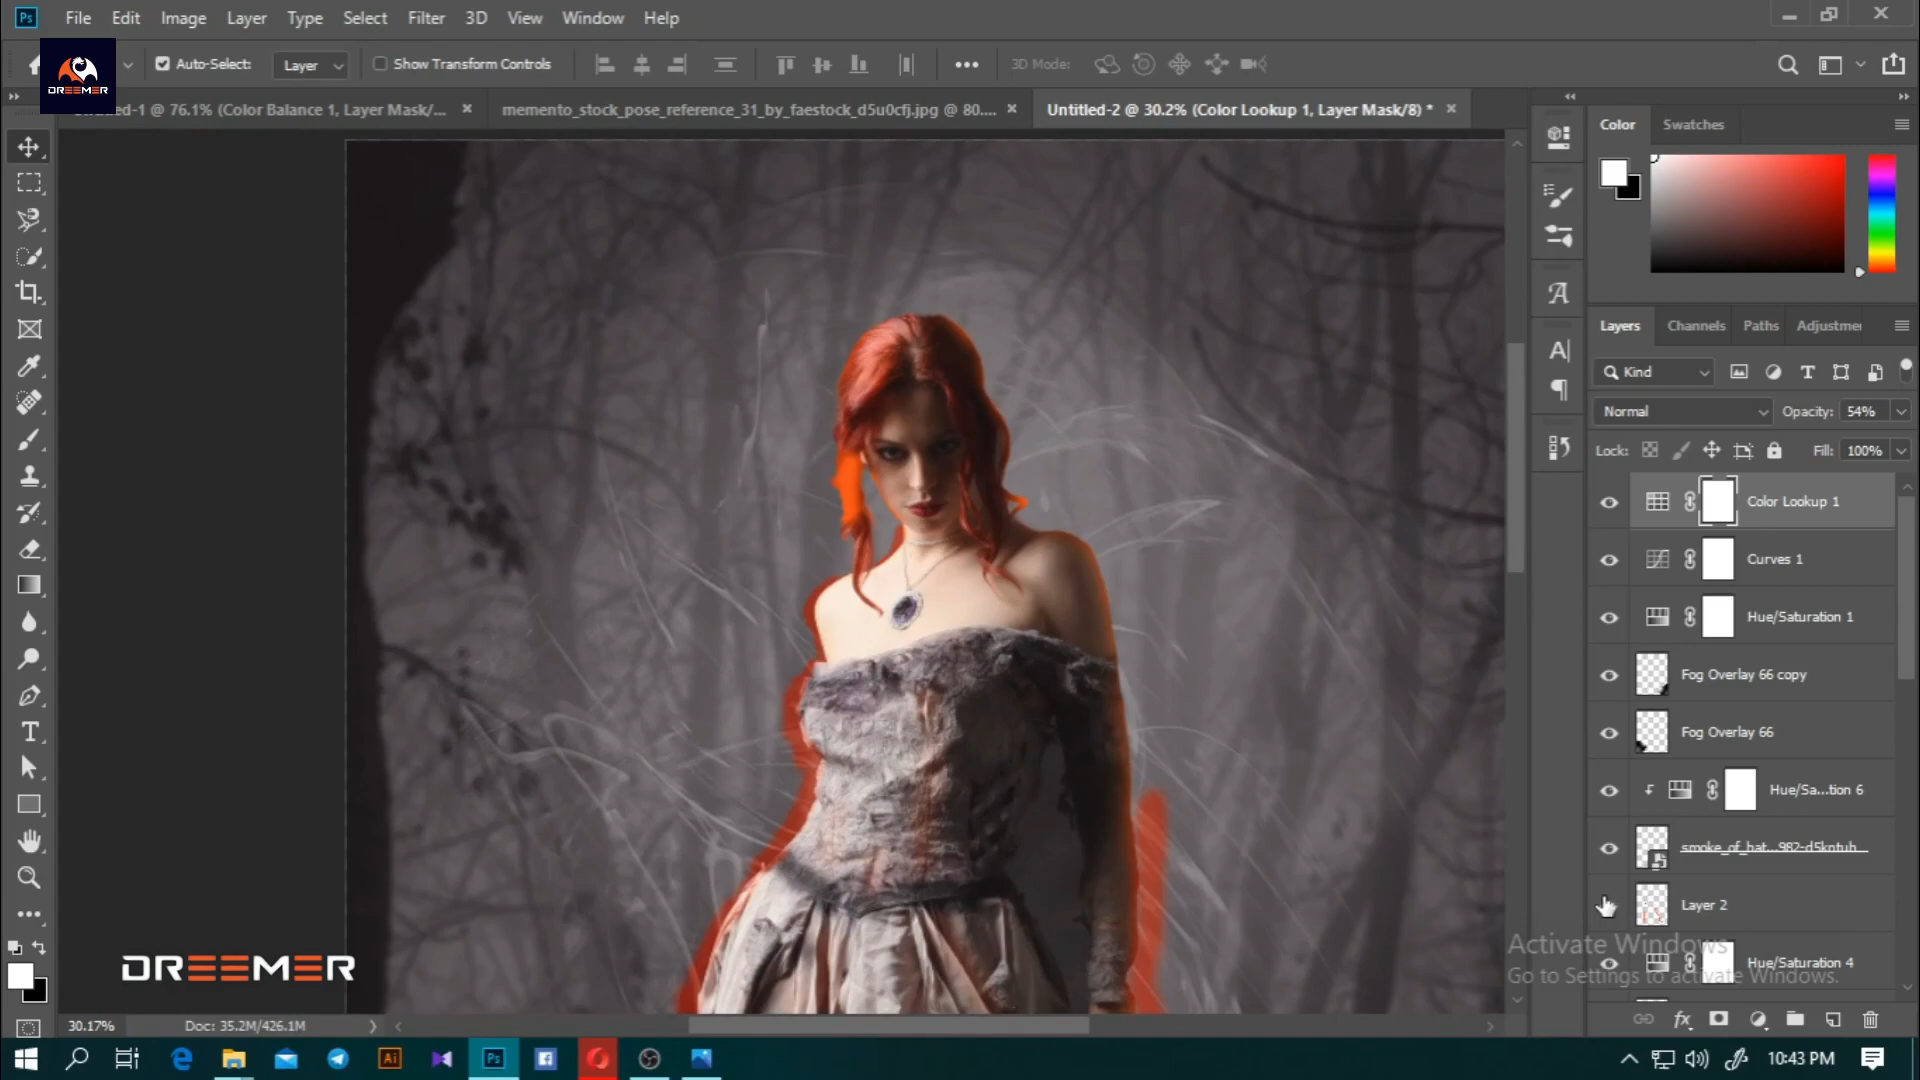 Ps File Edit Image Layer Type Select Filter 3D View Window Help
Auto-Select: Layer Show Transform Controls ••• 3D Mode:
DREEMER
-1 @ 76.1% (Color Balance 1, Layer Mask/... × memento_stock_pose_reference_31_by_faestock_d5u0cfj.jpg @ 80.... × Untitled-2 @ 30.2% (Color Lookup 1, Layer Mask/8) * ×
Color Swatches
Layers Channels Paths Adjustme
Kind
Normal Opacity: 54%
Lock: Fill: 100%
Color Lookup 1
Curves 1
Hue/Saturation 1
Fog Overlay 66 copy
Fog Overlay 66
Hue/Sa...tion 6
Layer 2
Hue/Saturation 4
Activate Windows
Go to Settings to activate Windows.
DREEMER
30.17% Doc: 35.2M/426.1M
Ai Ps 10:43 PM